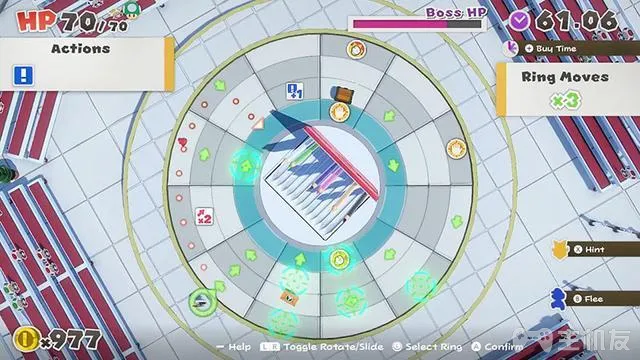 HP 70/70
Boss HP
61.06
+ Buy Time
Actions
!
Ring Moves
×3
!+1
×2
X Hint
B Flee
×977
− Help
L R Toggle Rotate/Slide
Select Ring
A Confirm
主机友